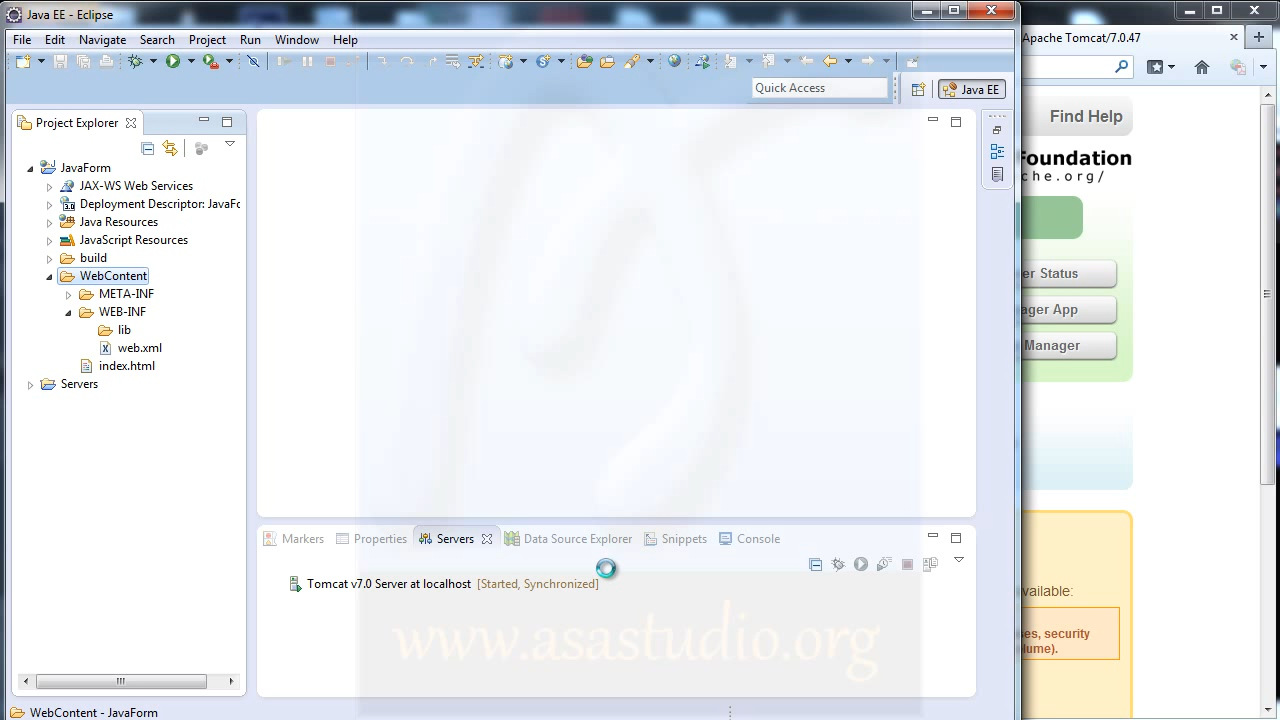 Java EE - Eclipse
File Edit Navigate Search Project Run Window Help
Quick Access
Java EE
Project Explorer
JavaForm
JAX-WS Web Services
Deployment Descriptor: JavaFo
Java Resources
JavaScript Resources
build
WebContent
META-INF
WEB-INF
lib
web.xml
index.html
Servers
Markers Properties Servers Data Source Explorer Snippets Console
Tomcat v7.0 Server at localhost [Started, Synchronized]
www.asastudio.org
WebContent - JavaForm
Apache Tomcat/7.0.47
Find Help
Foundation
che.org/
er Status
ager App
Manager
vailable:
es, security
lume).